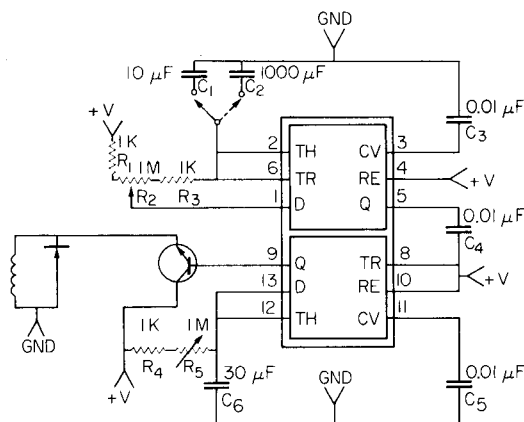 GND
10 µF
C1
C2
1000 µF
+V
1K
R1
1M
1K
R2
R3
0.01 µF
C3
2
TH
CV
3
6
TR
RE
4
+V
1
D
Q
5
0.01 µF
C4
9
Q
TR
8
13
D
RE
10
+V
12
TH
CV
11
GND
1K
1M
R4
R5
+V
30 µF
C6
GND
0.01 µF
C5